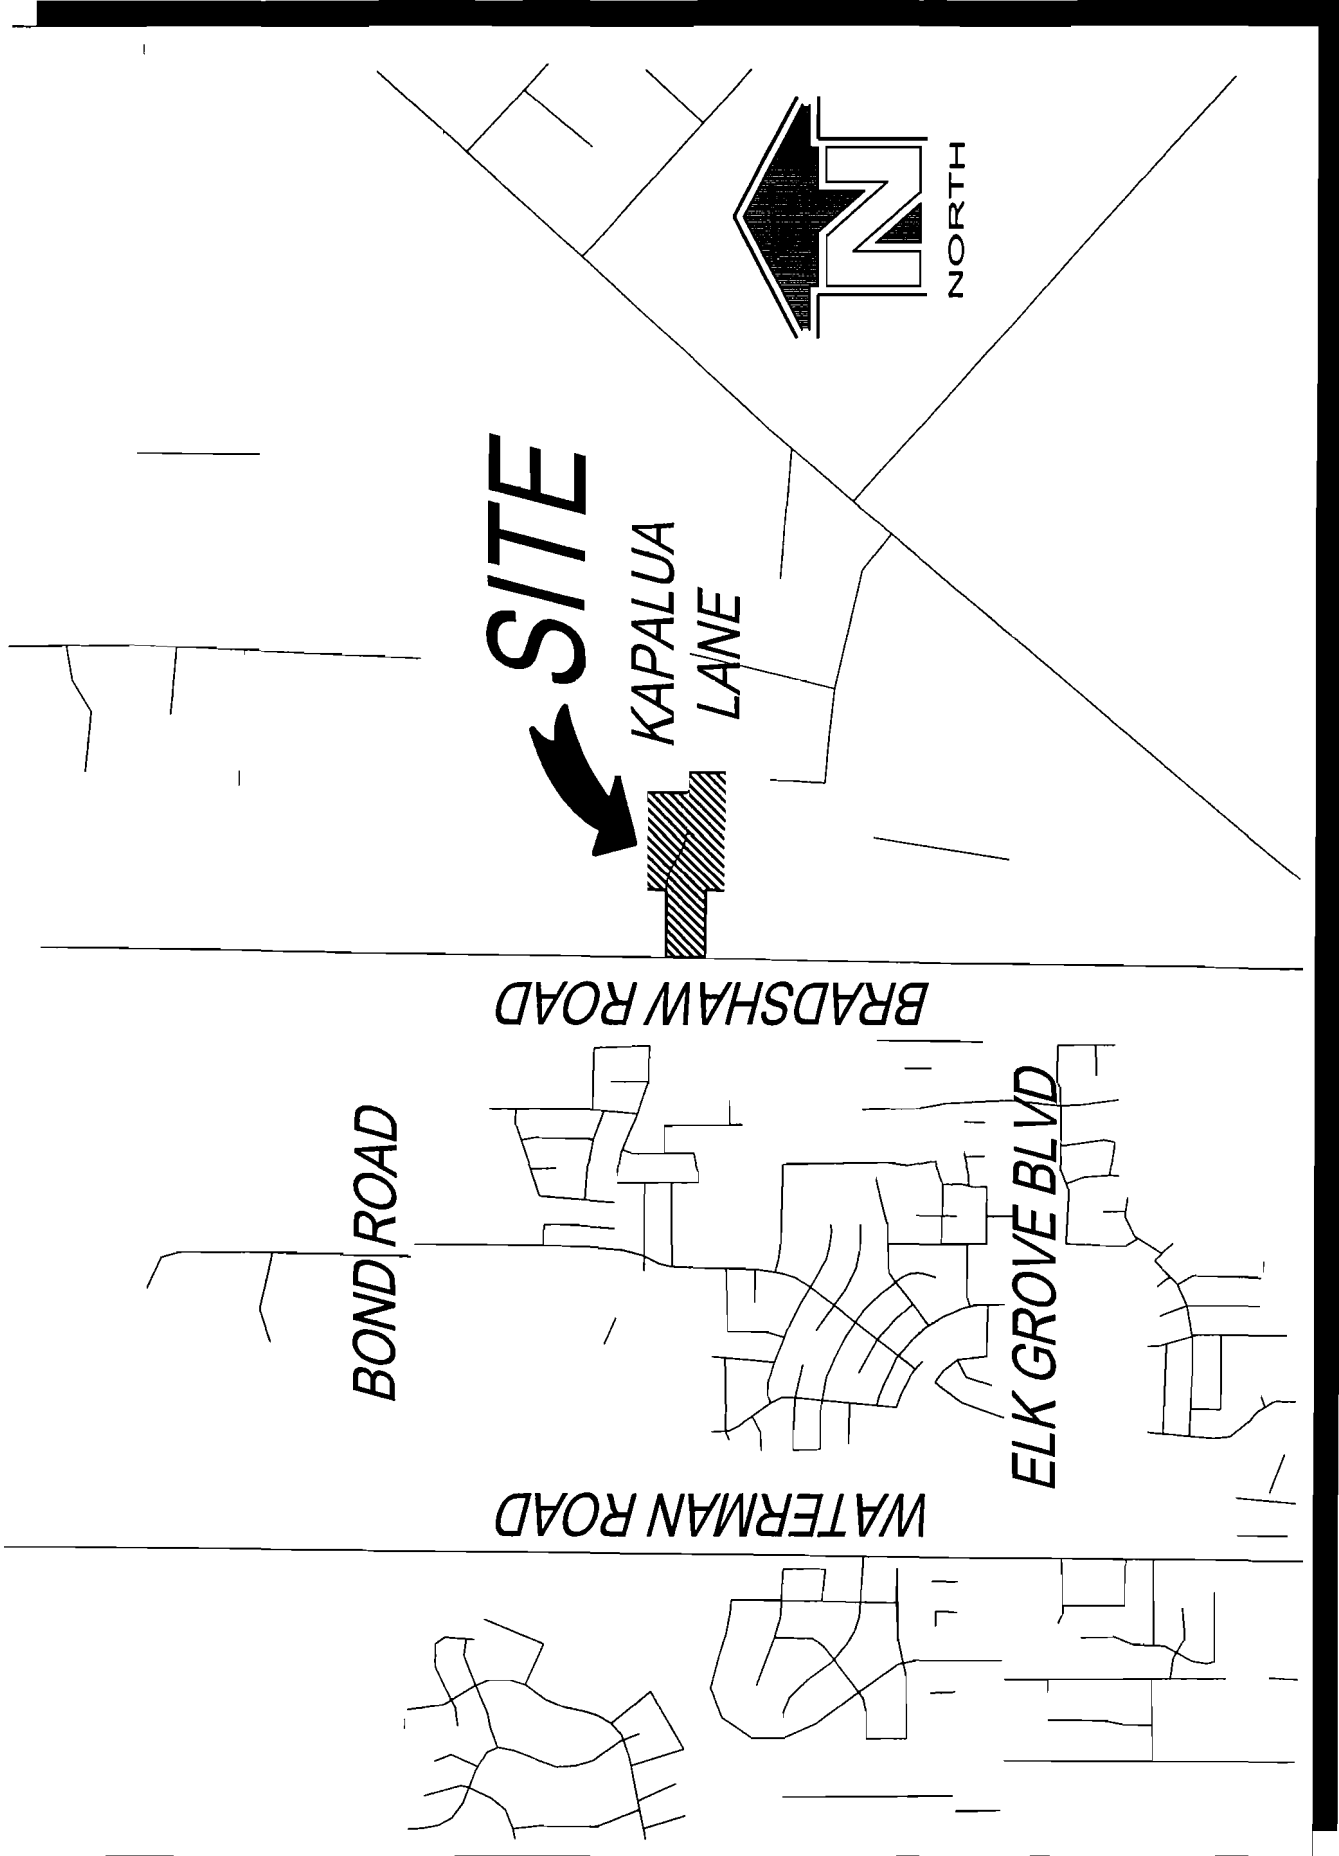 N
NORTH
SITE
KAPALUA
LANE
BRADSHAW ROAD
BOND ROAD
ELK GROVE BLVD
WATERMAN ROAD